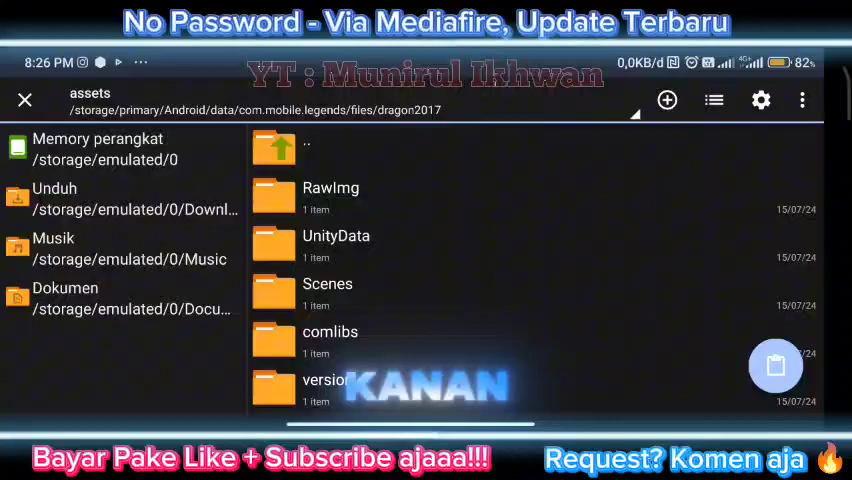 No Password - Via Mediafire, Update Terbaru
8:26 PM
YT : Munirul Ikhwan
0,0KB/d
4G+
82%
assets
/storage/primary/Android/data/com.mobile.legends/files/dragon2017
Memory perangkat
/storage/emulated/0
Unduh
/storage/emulated/0/Downl...
Musik
/storage/emulated/0/Music
Dokumen
/storage/emulated/0/Docu...
..
RawImg
1 item
15/07/24
UnityData
1 item
15/07/24
Scenes
1 item
15/07/24
comlibs
1 item
/07/24
version
1 item
15/07/24
KANAN
Bayar Pake Like + Subscribe ajaaa!!!
Request? Komen aja 🔥